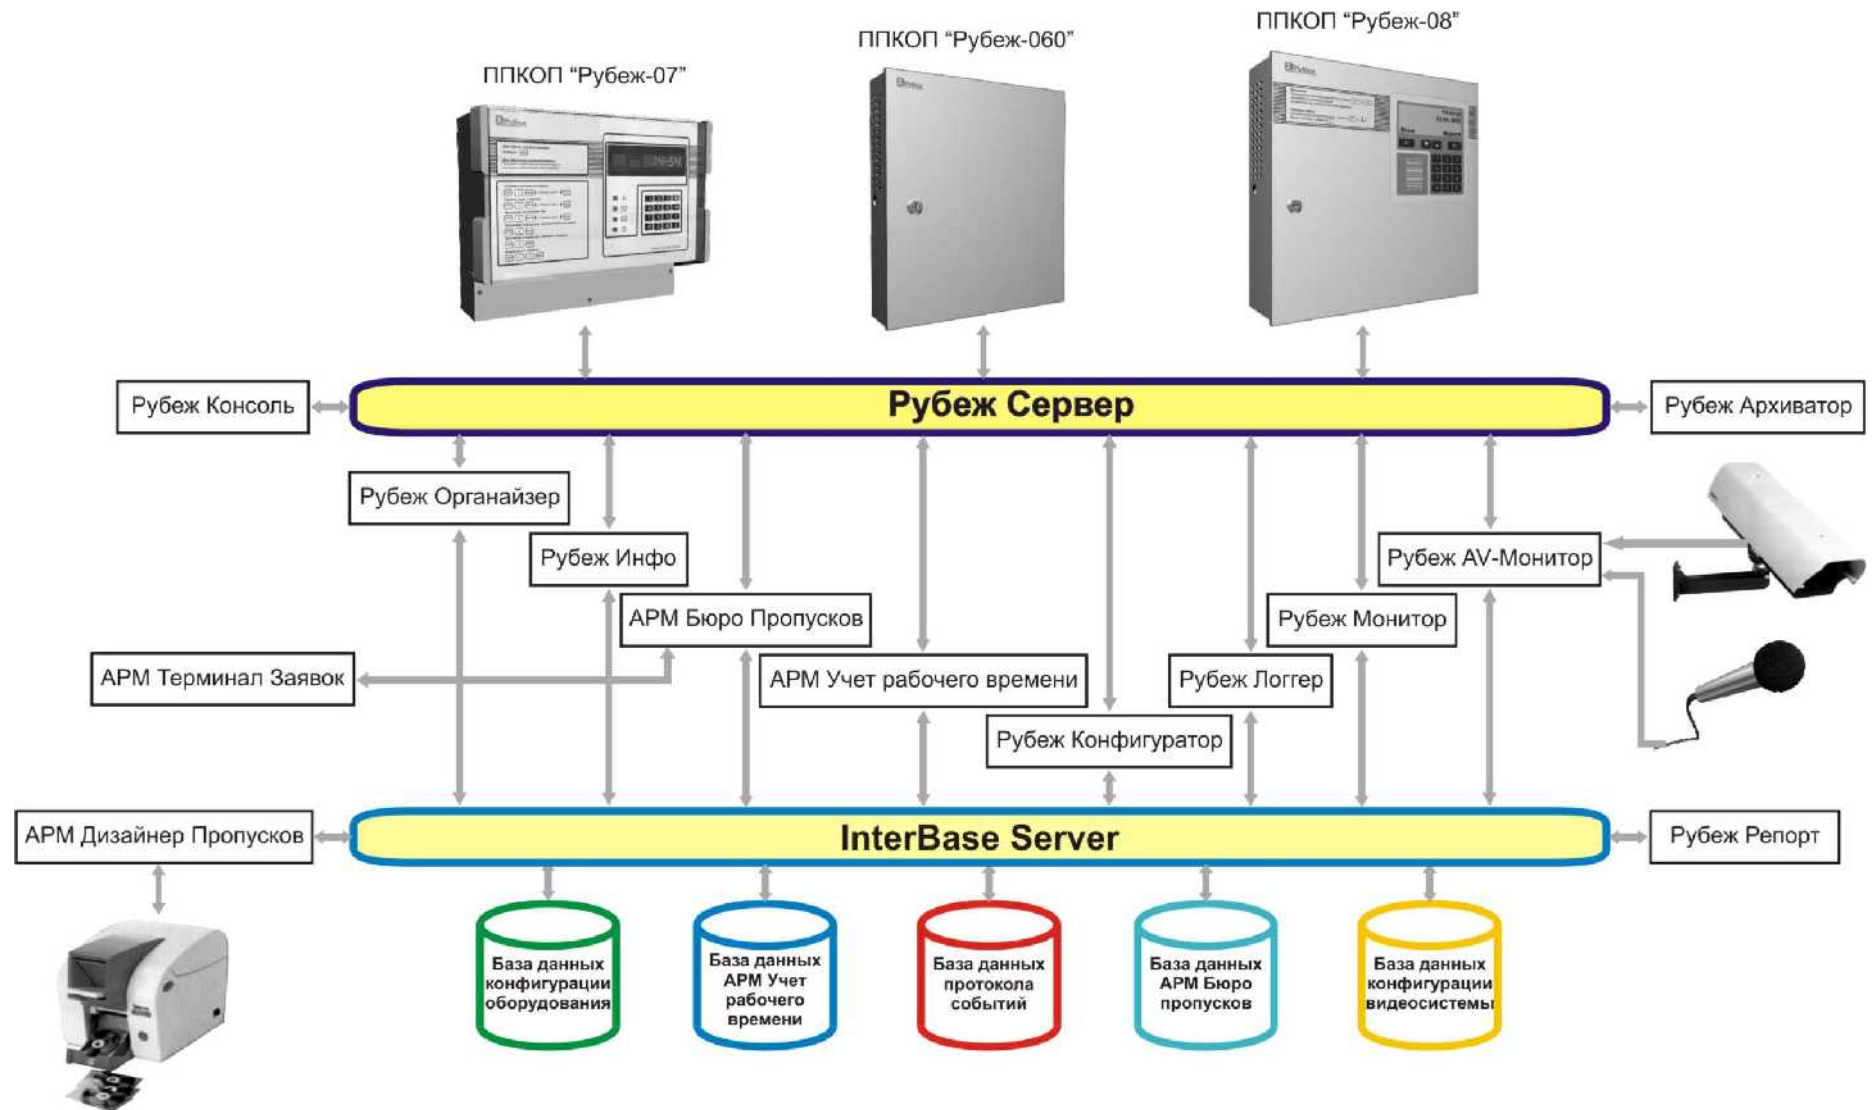 ППКОП “Рубеж-07”
ППКОП “Рубеж-060”
ППКОП “Рубеж-08”
14-54
Рубеж Консоль
Рубеж Сервер
Рубеж Архиватор
Рубеж Органайзер
Рубеж Инфо
Рубеж AV-Монитор
АРМ Бюро Пропусков
Рубеж Монитор
АРМ Терминал Заявок
АРМ Учет рабочего времени
Рубеж Логгер
Рубеж Конфигуратор
АРМ Дизайнер Пропусков
InterBase Server
Рубеж Репорт
База данных
конфигурации
оборудования
База данных
АРМ Учет
рабочего
времени
База данных
протокола
событий
База данных
АРМ Бюро
пропусков
База данных
конфигурации
видеосистемы